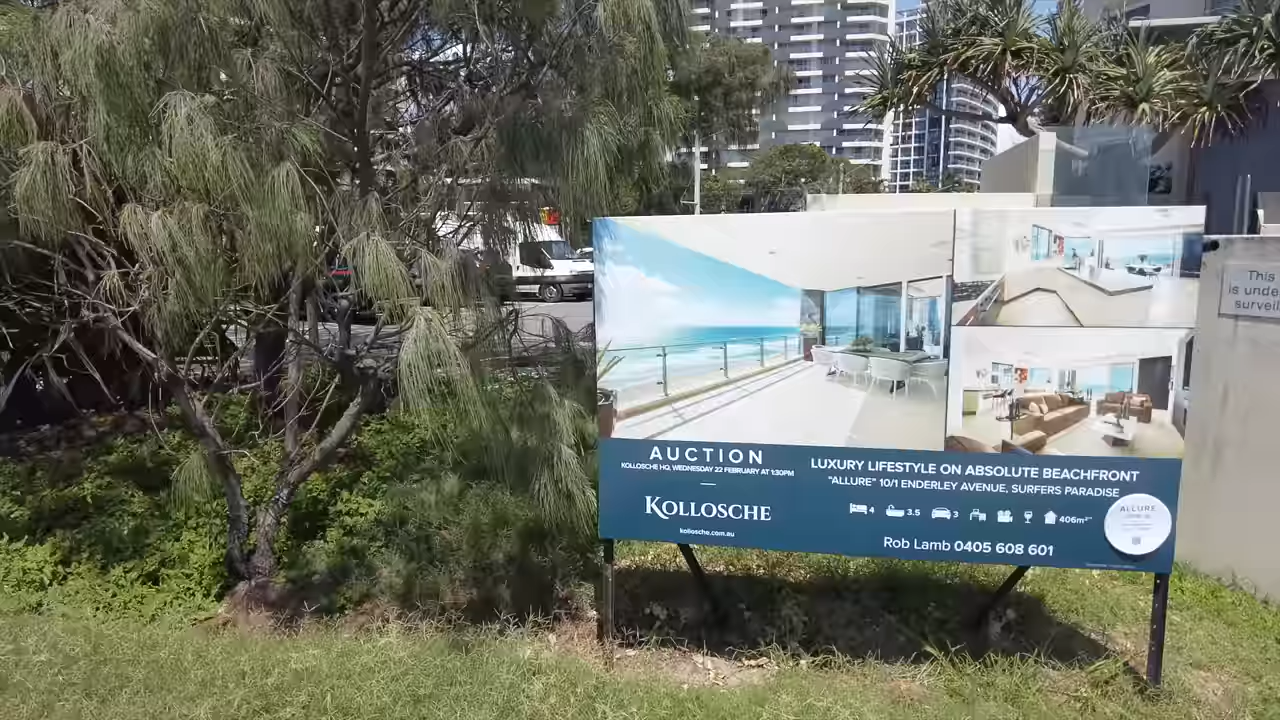 AUCTION
KOLLOSCHE HQ, WEDNESDAY 22 FEBRUARY AT 1:30PM
KOLLOSCHE
kollosche.com.au
LUXURY LIFESTYLE ON ABSOLUTE BEACHFRONT
"ALLURE" 10/1 ENDERLEY AVENUE, SURFERS PARADISE
4 3.5 3 406m²
Rob Lamb 0405 608 601
ALLURE
This
is unde
surveil